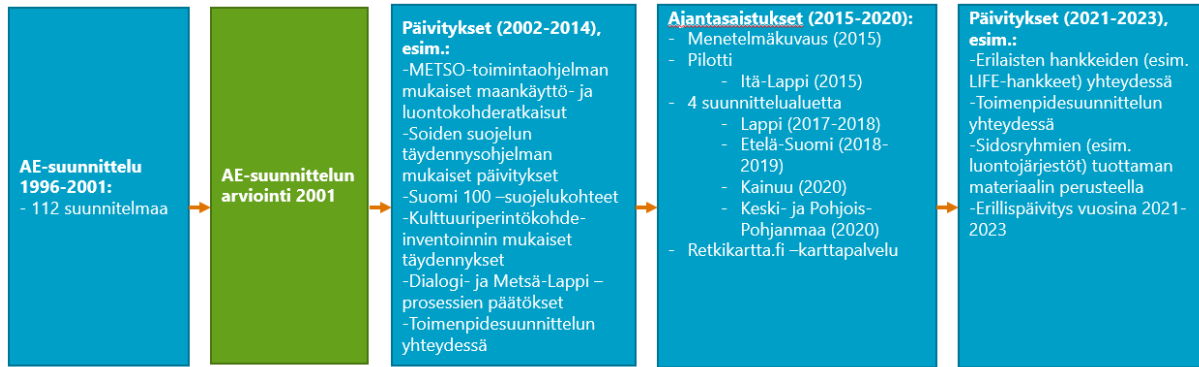 AE-suunnittelu
1996-2001:
- 112 suunnitelmaa
AE-suunnittelun
arviointi 2001
Päivitykset (2002-2014),
esim.:
-METSO-toimintaohjelman
mukaiset maankäyttö- ja
luontokohderatkaisut
-Soiden suojelun
täydennysohjelman
mukaiset päivitykset
-Suomi 100 –suojelukohteet
-Kulttuuriperintökohde-
inventoinnin mukaiset
täydennykset
-Dialogi- ja Metsä-Lappi –
prosessien päätökset
-Toimenpidesuunnittelun
yhteydessä
Ajantasaistukset (2015-2020):
- Menetelmäkuvaus (2015)
- Pilotti
- Itä-Lappi (2015)
- 4 suunnittelualuetta
- Lappi (2017-2018)
- Etelä-Suomi (2018-
2019)
- Kainuu (2020)
- Keski- ja Pohjois-
Pohjanmaa (2020)
- Retkikartta.fi –karttapalvelu
Päivitykset (2021-2023),
esim.:
-Erilaisten hankkeiden (esim.
LIFE-hankkeet) yhteydessä
-Toimenpidesuunnittelun
yhteydessä
-Sidosryhmien (esim.
luontojärjestöt) tuottaman
materiaalin perusteella
-Erillispäivitys vuosina 2021-
2023